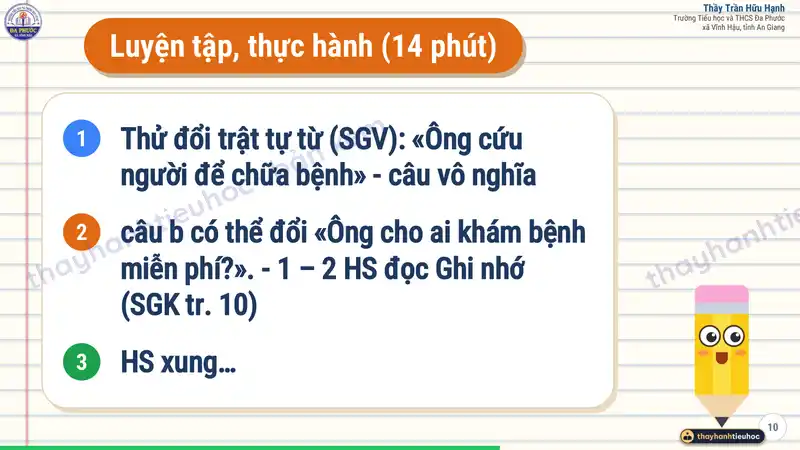 Thầy Trần Hữu Hạnh
Trường Tiểu học và THCS Đa Phước
xã Vĩnh Hậu, tỉnh An Giang
ĐA PHƯỚC
Luyện tập, thực hành (14 phút)
1 Thử đổi trật tự từ (SGV): «Ông cứu
người để chữa bệnh» - câu vô nghĩa
2 câu b có thể đổi «Ông cho ai khám bệnh
miễn phí?». - 1 – 2 HS đọc Ghi nhớ
(SGK tr. 10)
3 HS xung…
thayhanhtieuhoc
10